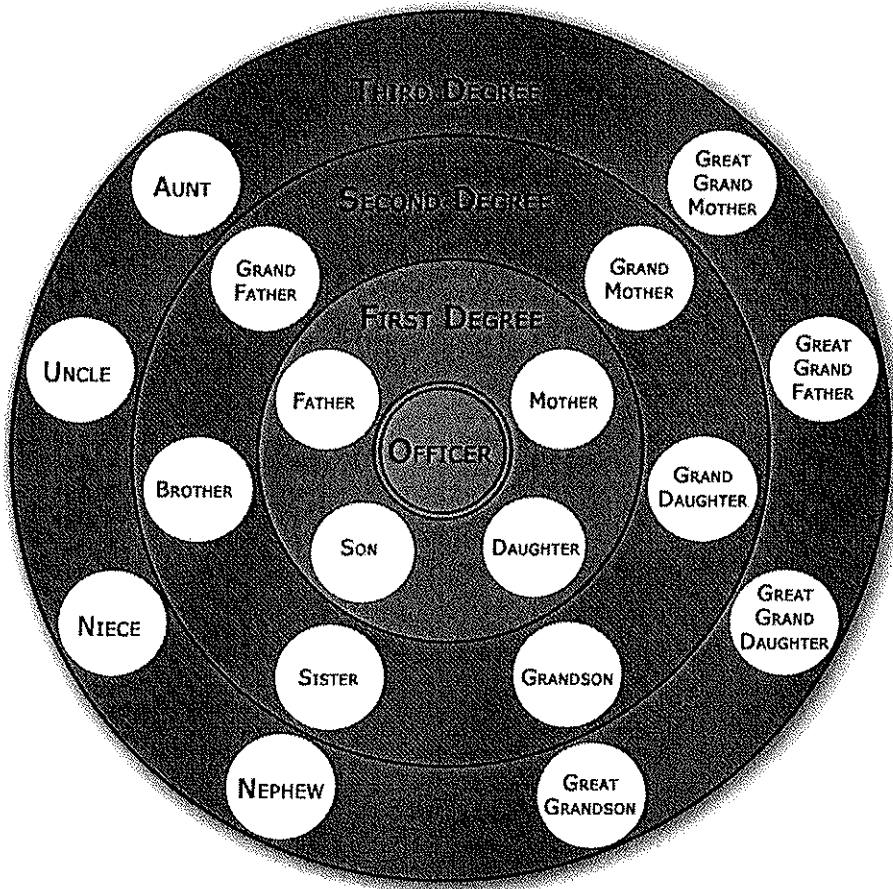 THIRD DEGREE
AUNT
GREAT
GRAND
MOTHER
SECOND DEGREE
GRAND
FATHER
GRAND
MOTHER
FIRST DEGREE
UNCLE
GREAT
GRAND
FATHER
FATHER
MOTHER
OFFICER
BROTHER
GRAND
DAUGHTER
SON
DAUGHTER
NIECE
GREAT
GRAND
DAUGHTER
SISTER
GRANDSON
NEPHEW
GREAT
GRANDSON